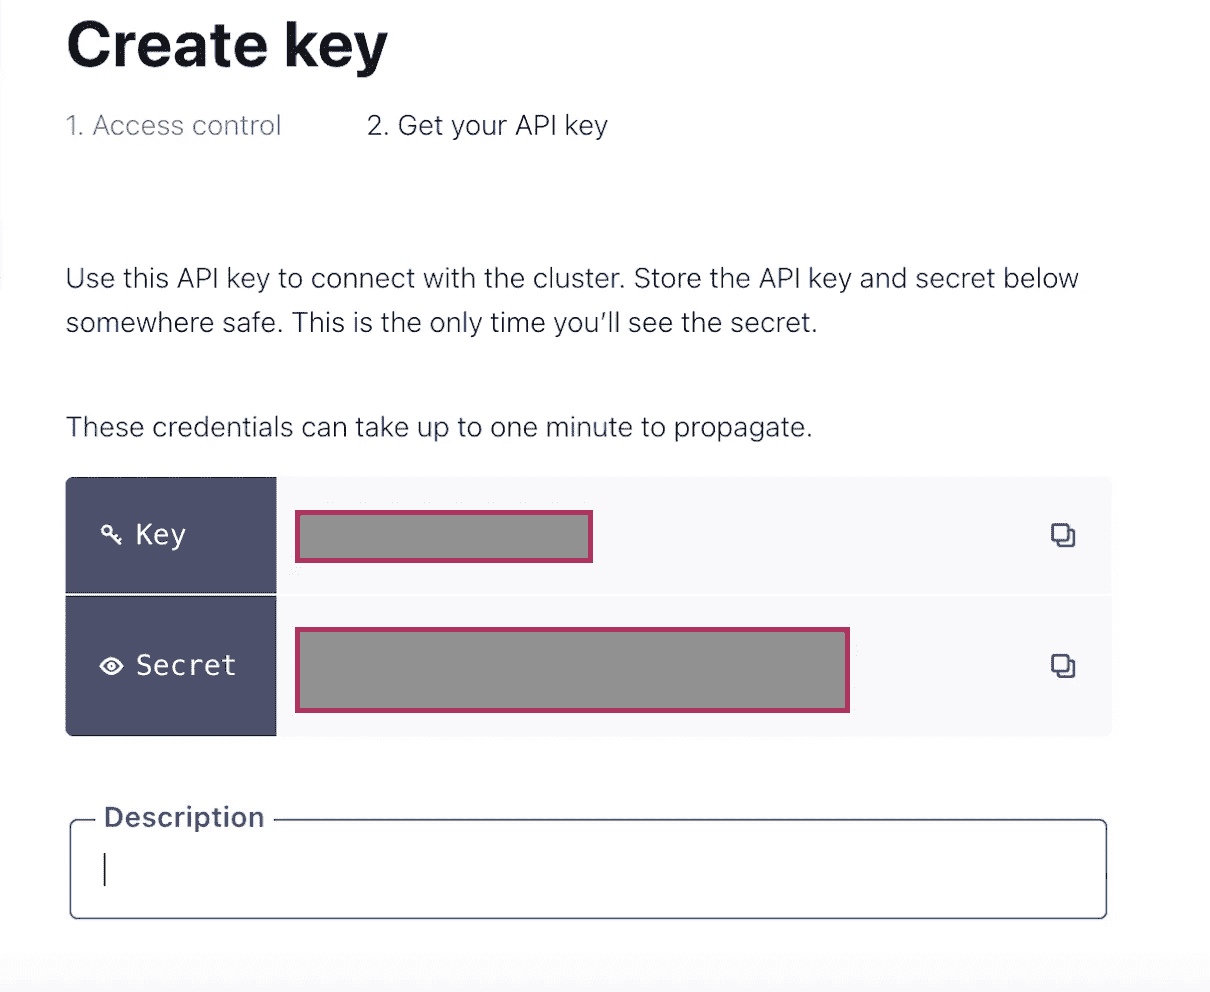 Create key
1. Access control
2. Get your API key
Use this API key to connect with the cluster. Store the API key and secret below
somewhere safe. This is the only time you’ll see the secret.
These credentials can take up to one minute to propagate.
Key
Secret
Description